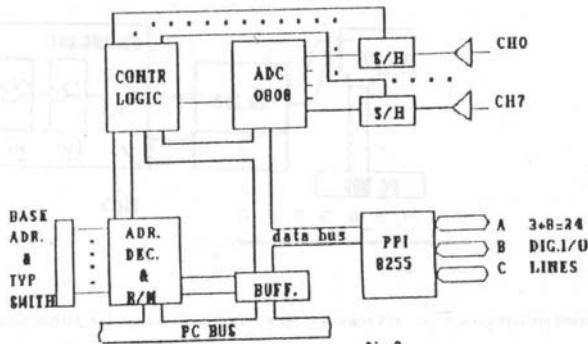 S/H
CH0
CONTR
LOGIC
ADC
0808
S/H
CH7
BASE
ADR.
&
TYP
SMITH
ADR.
DEC.
&
R/M
data bus
BUFF.
PPI
8255
A
B
C
3+8=24
DIG.I/O
LINES
PC BUS